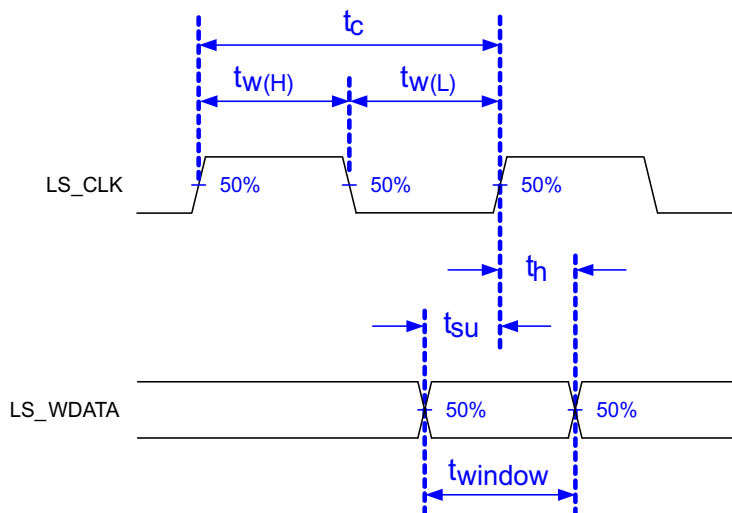 tc
tw(H) tw(L)
LS_CLK 50% 50% 50%
th
tsu
LS_WDATA 50% 50%
twindow